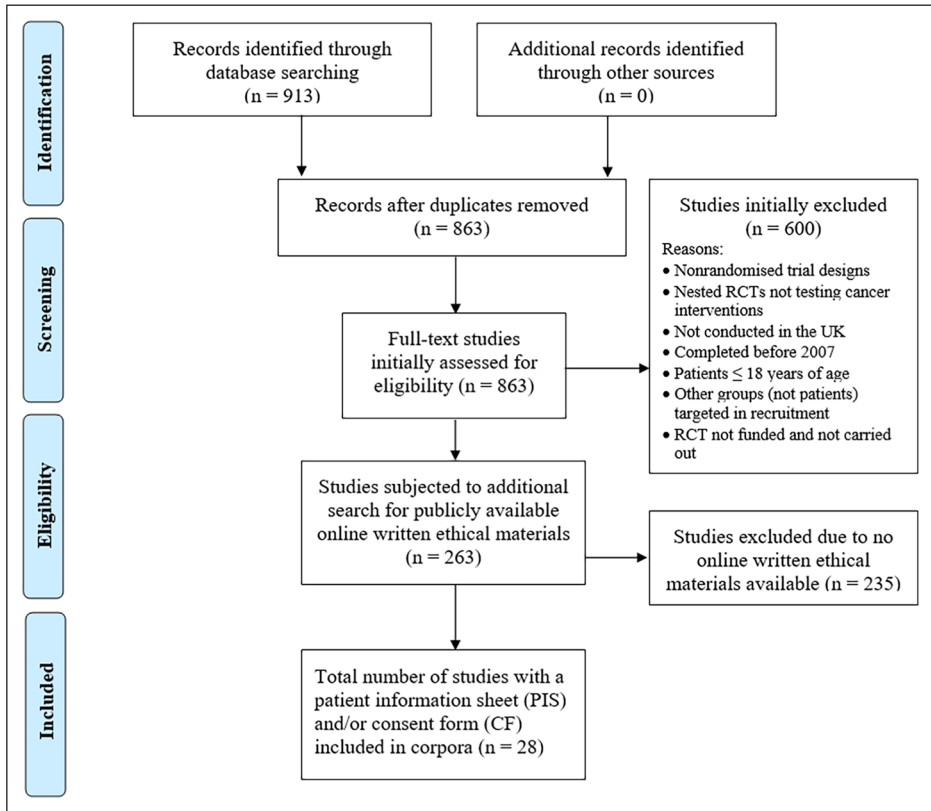 Identification
Records identified through
database searching
(n = 913)
Additional records identified
through other sources
(n = 0)
Records after duplicates removed
(n = 863)
Screening
Full-text studies
initially assessed for
eligibility (n = 863)
Studies initially excluded
(n = 600)
Reasons:
• Nonrandomised trial designs
• Nested RCTs not testing cancer
interventions
• Not conducted in the UK
• Completed before 2007
• Patients ≤ 18 years of age
• Other groups (not patients)
targeted in recruitment
• RCT not funded and not carried
out
Eligibility
Studies subjected to additional
search for publicly available
online written ethical materials
(n = 263)
Studies excluded due to no
online written ethical
materials available (n = 235)
Included
Total number of studies with a
patient information sheet (PIS)
and/or consent form (CF)
included in corpora (n = 28)